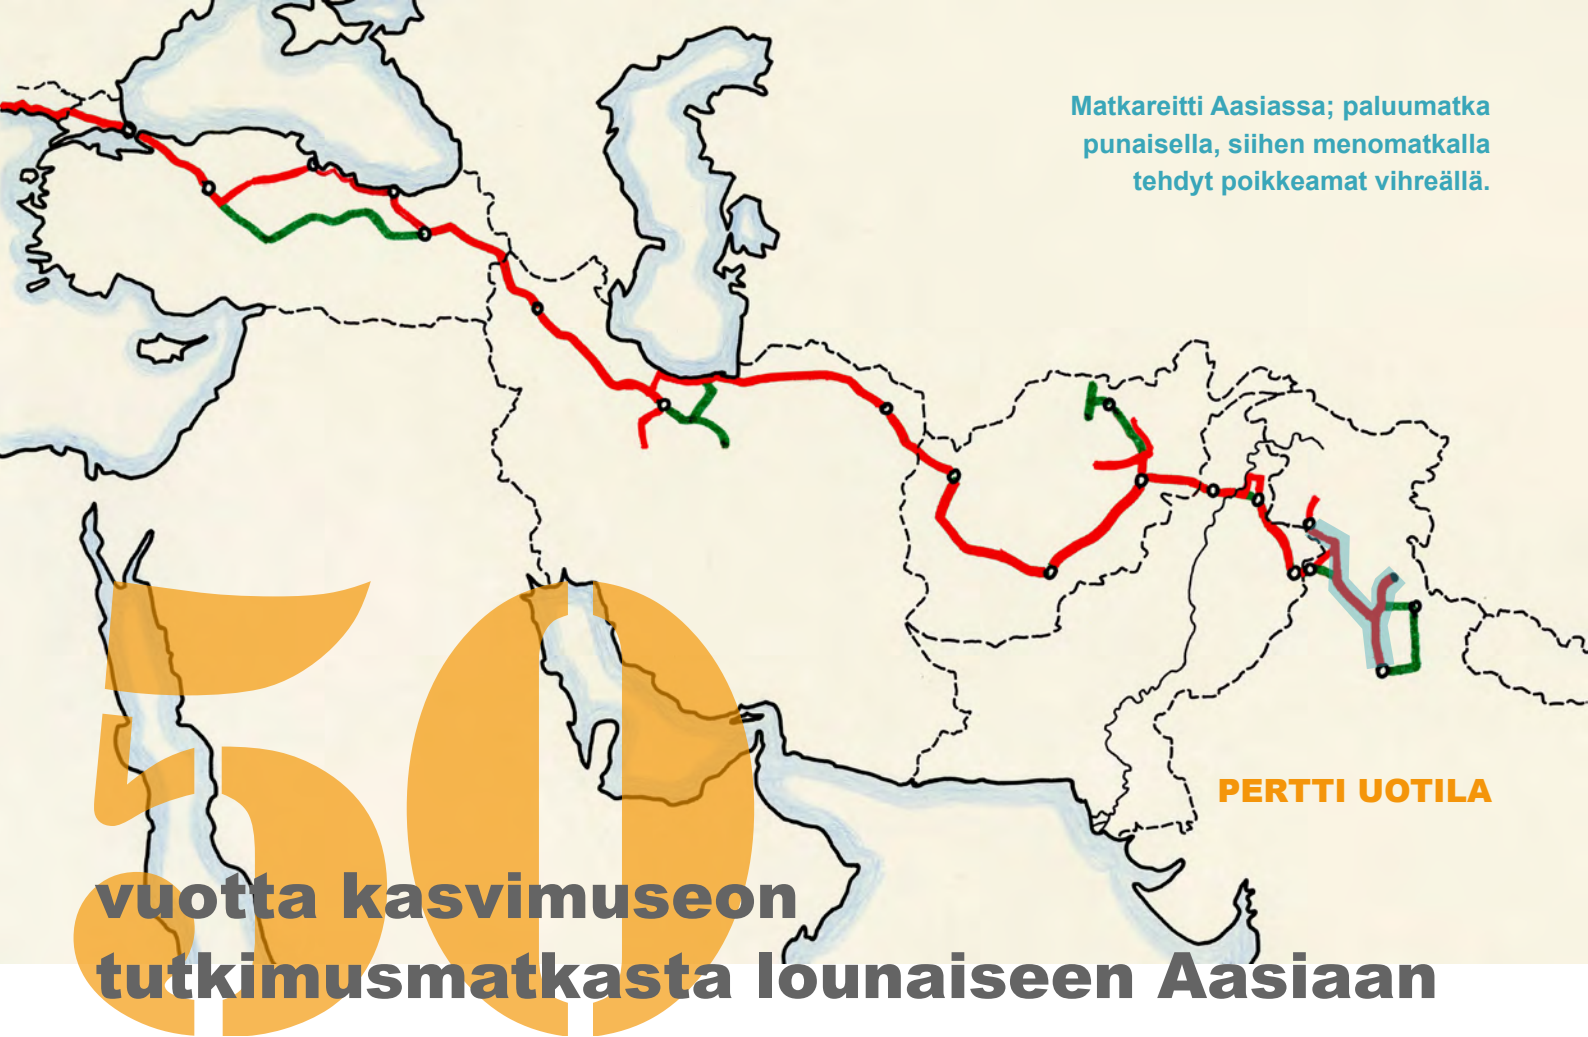 Matkareitti Aasiassa; paluumatka
punaisella, siihen menomatkalla
tehdyt poikkeamat vihreällä.
PERTTI UOTILA
50
vuotta kasvimuseon
tutkimusmatkasta lounaiseen Aasiaan